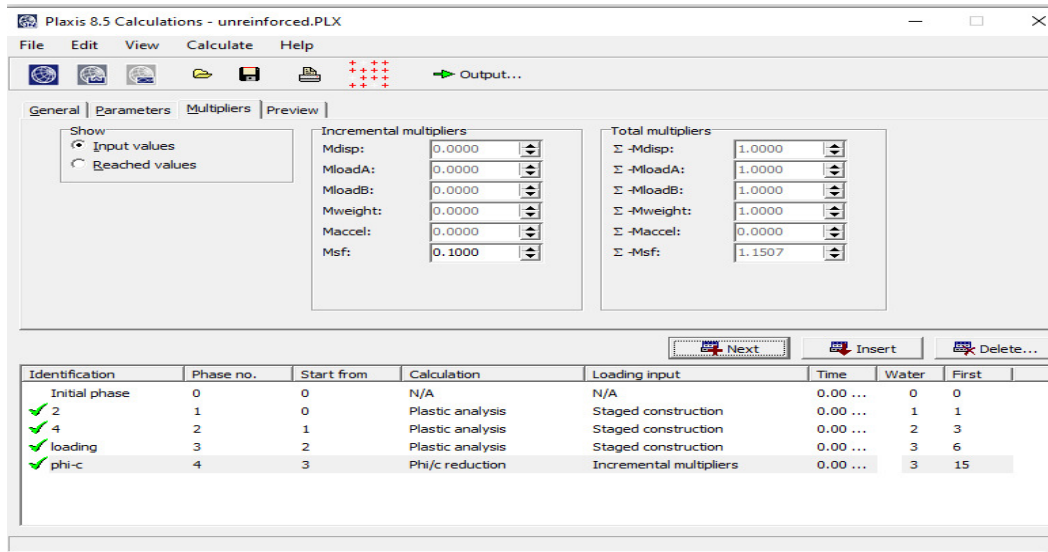 Plaxis 8.5 Calculations - unreinforced.PLX
File Edit View Calculate Help
Output...
General Parameters Multipliers Preview
Show Incremental multipliers Total multipliers
Input values Mdisp: 0.0000 Σ -Mdisp: 1.0000
Reached values MloadA: 0.0000 Σ -MloadA: 1.0000
MloadB: 0.0000 Σ -MloadB: 1.0000
Mweight: 0.0000 Σ -Mweight: 1.0000
Maccel: 0.0000 Σ -Maccel: 0.0000
Msf: 0.1000 Σ -Msf: 1.1507
Next Insert Delete...
Identification Phase no. Start from Calculation Loading input Time Water First
Initial phase 0 0 N/A N/A 0.00 ... 0 0
2 1 0 Plastic analysis Staged construction 0.00 ... 1 1
4 2 1 Plastic analysis Staged construction 0.00 ... 2 3
loading 3 2 Plastic analysis Staged construction 0.00 ... 3 6
phi-c 4 3 Phi/c reduction Incremental multipliers 0.00 ... 3 15